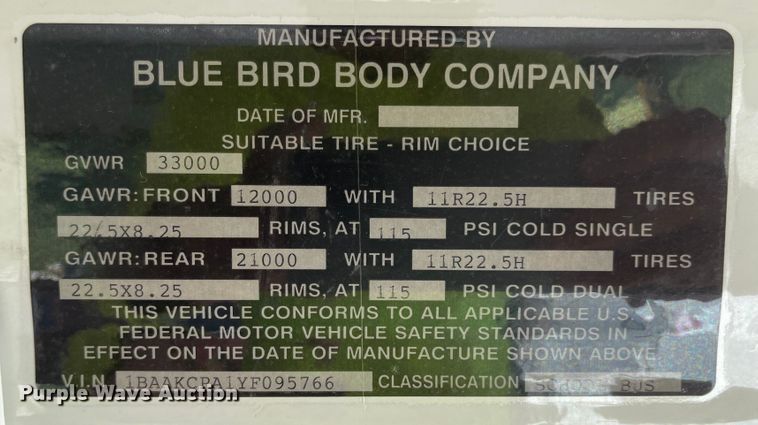 MANUFACTURED BY
BLUE BIRD BODY COMPANY
DATE OF MFR.
SUITABLE TIRE - RIM CHOICE
GVWR 33000
GAWR: FRONT 12000 WITH 11R22.5H TIRES
22.5X8.25 RIMS, AT 115 PSI COLD SINGLE
GAWR: REAR 21000 WITH 11R22.5H TIRES
22.5X8.25 RIMS, AT 115 PSI COLD DUAL
THIS VEHICLE CONFORMS TO ALL APPLICABLE U.S.
FEDERAL MOTOR VEHICLE SAFETY STANDARDS IN
EFFECT ON THE DATE OF MANUFACTURE SHOWN ABOVE.
V.I.N. 1BAAKCPA1YF095766 CLASSIFICATION SCHOOL BUS
Purple Wave Auction